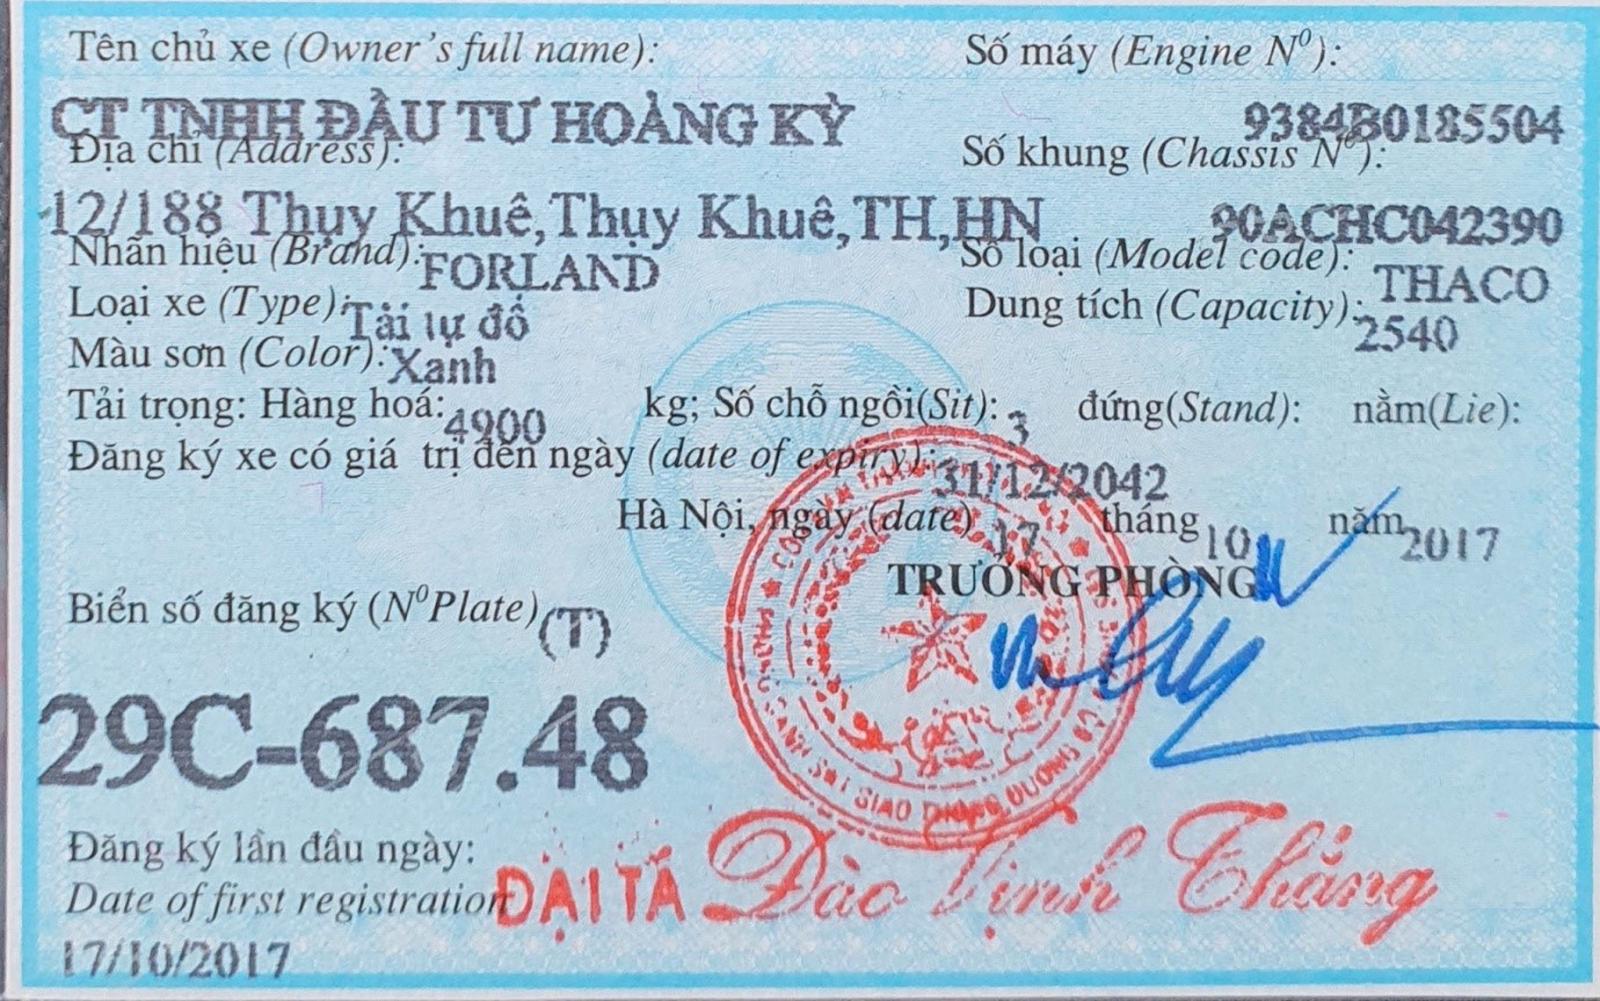 Tên chủ xe (Owner's full name): Số máy (Engine N⁰):
CT TNHH ĐẦU TƯ HOÀNG KỲ 9384B0185504
Địa chỉ (Address): Số khung (Chassis N⁰):
12/188 Thụy Khuê,Thụy Khuê,TH,HN 90ACHC042390
Nhãn hiệu (Brand): FORLAND Số loại (Model code): THACO
Loại xe (Type): Tải tự đổ Dung tích (Capacity): 2540
Màu sơn (Color): Xanh
Tải trọng: Hàng hoá: 4900 kg; Số chỗ ngồi(Sit): 3 đứng(Stand): nằm(Lie):
Đăng ký xe có giá trị đến ngày (date of expiry): 31/12/2042
Hà Nội, ngày (date) 17 tháng 10 năm 2017
TRƯỞNG PHÒNG
Biển số đăng ký (N⁰Plate) (T)
29C-687.48
Đăng ký lần đầu ngày:
Date of first registration
ĐẠI TÁ Đào Vịnh Thắng
17/10/2017